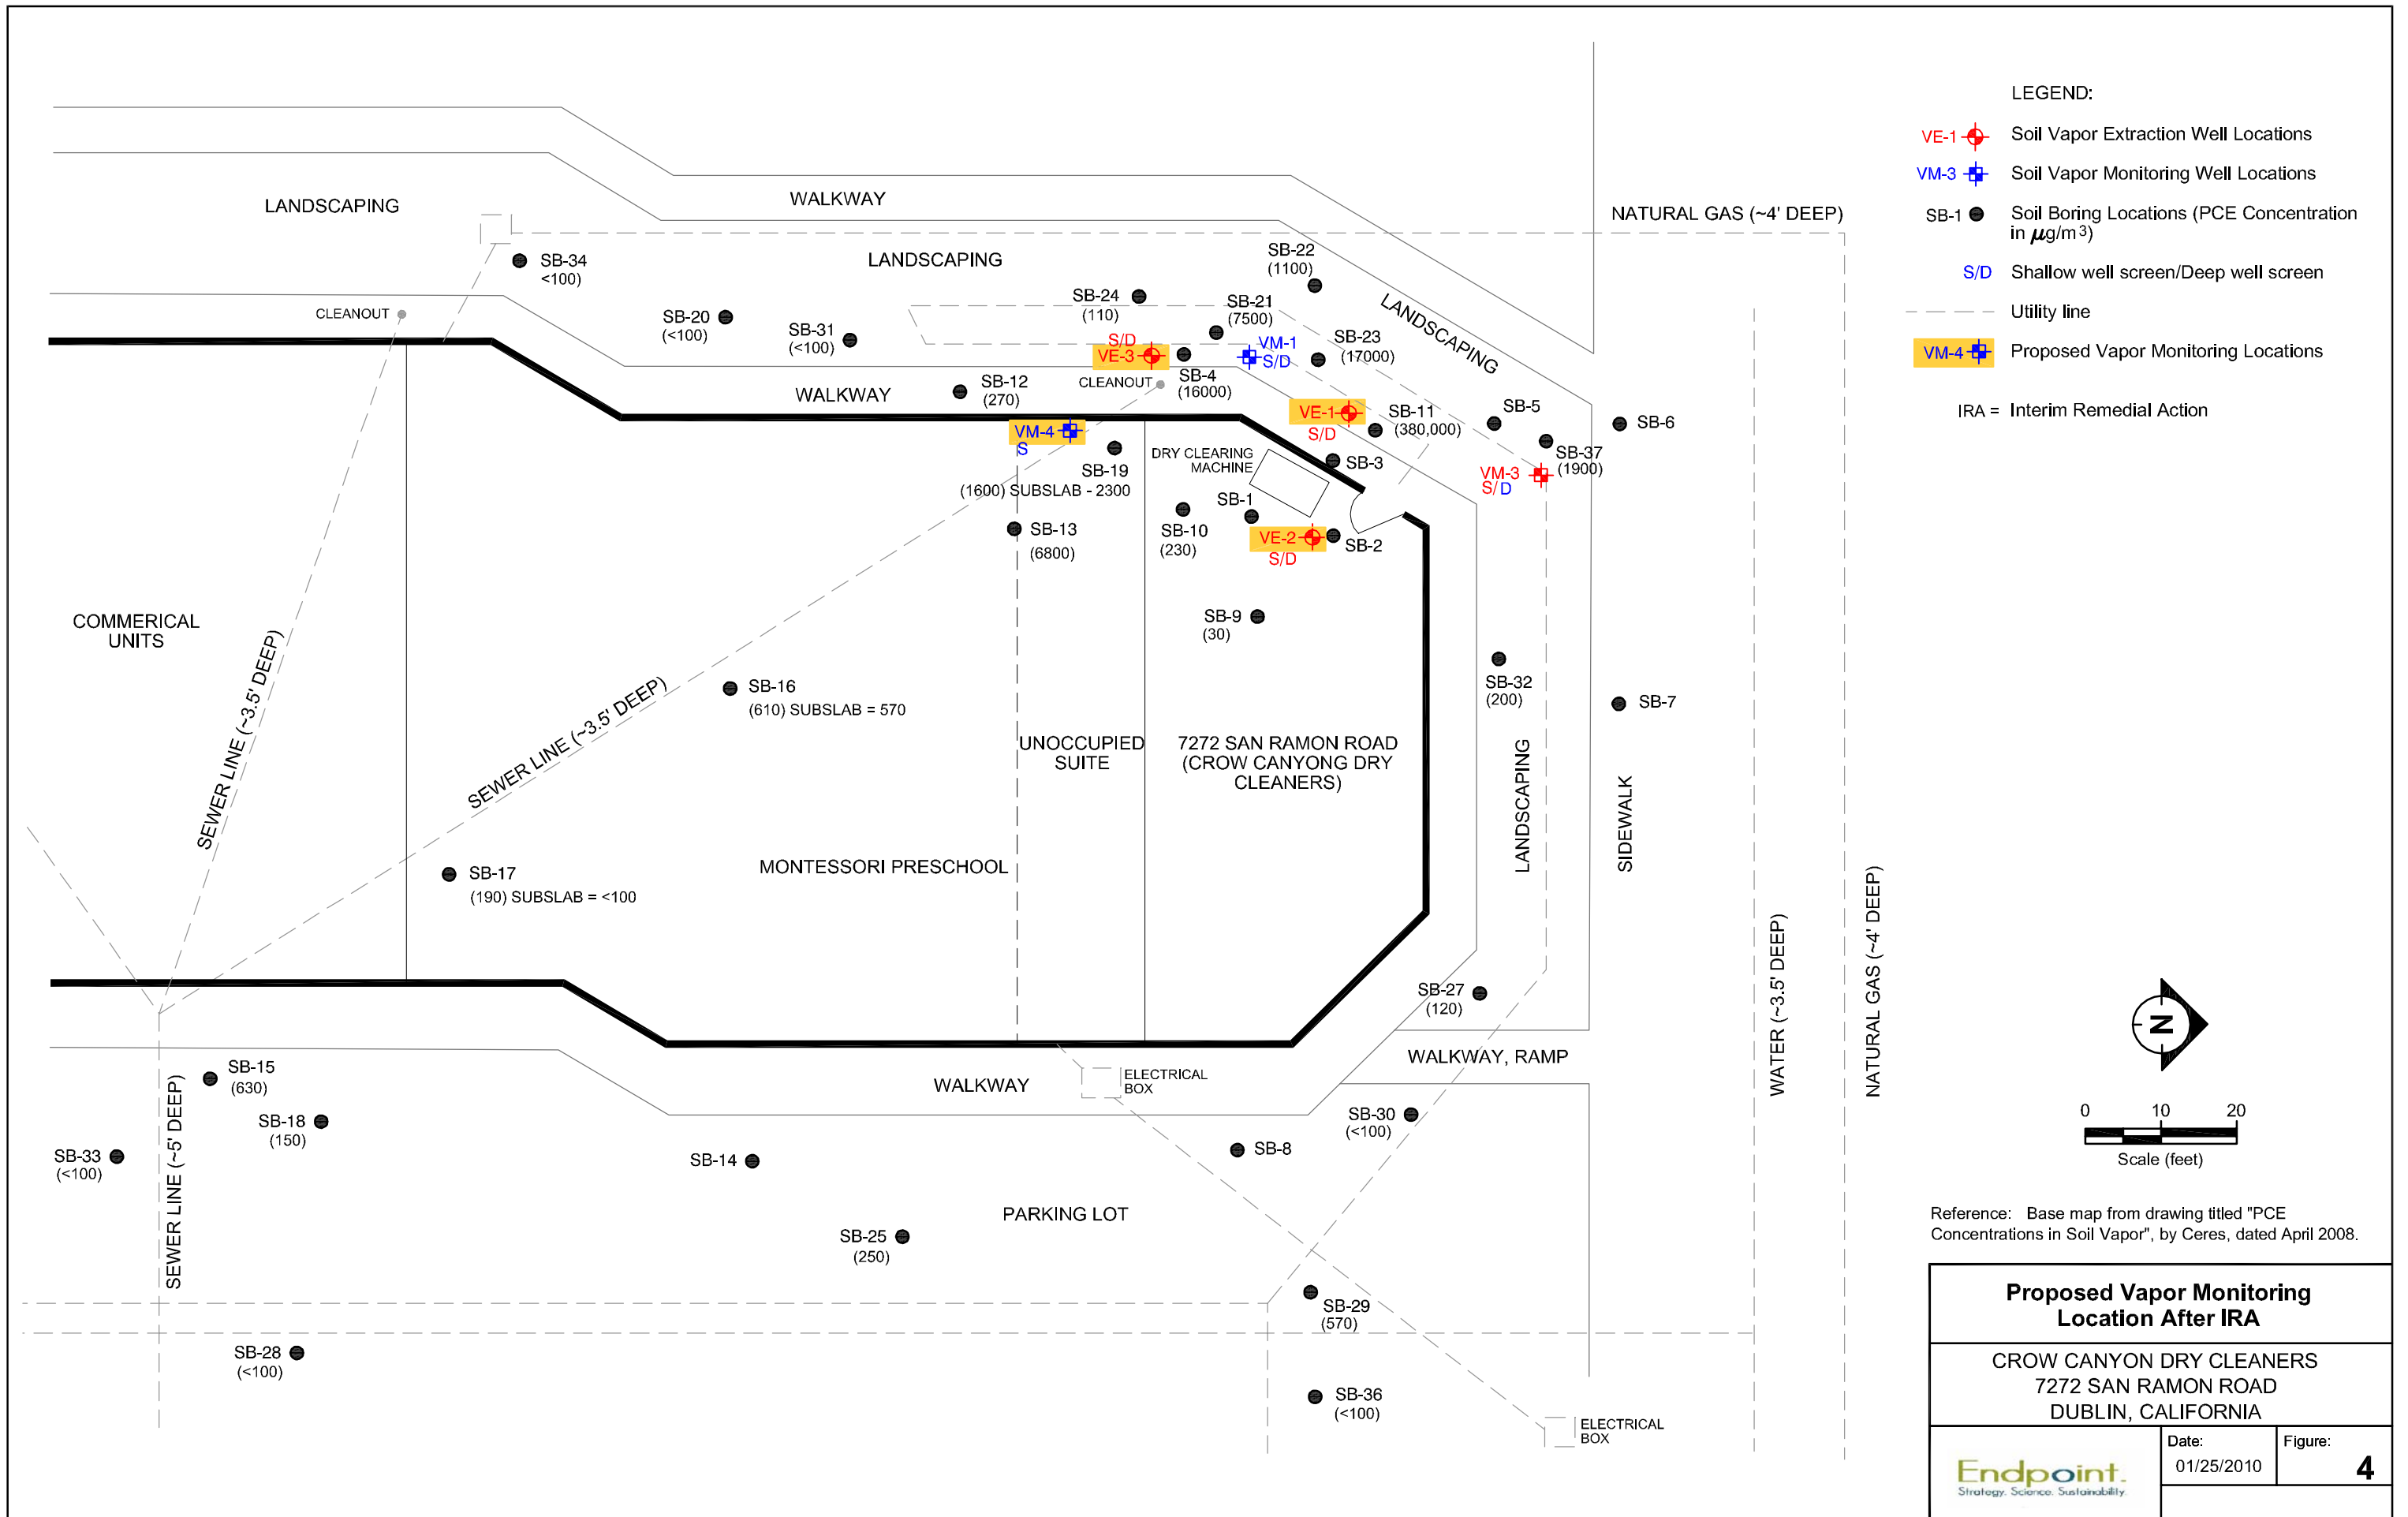 LEGEND:
VE-1 Soil Vapor Extraction Well Locations
VM-3 Soil Vapor Monitoring Well Locations
SB-1 Soil Boring Locations (PCE Concentration
in µg/m³)
S/D Shallow well screen/Deep well screen
Utility line
VM-4 Proposed Vapor Monitoring Locations
IRA = Interim Remedial Action
LANDSCAPING
WALKWAY
NATURAL GAS (~4' DEEP)
LANDSCAPING
LANDSCAPING
SB-34
<100)
CLEANOUT
SB-20
(<100)
SB-31
(<100)
SB-24
(110)
SB-21
(7500)
SB-22
(1100)
SB-23
(17000)
S/D
VE-3
VM-1
S/D
SB-4
(16000)
CLEANOUT
WALKWAY
SB-12
(270)
VE-1
S/D
SB-11
(380,000)
SB-5
SB-6
SB-37
(1900)
VM-3
S/D
VM-4
S
SB-19
(1600) SUBSLAB - 2300
DRY CLEARING
MACHINE
SB-3
SB-1
SB-10
(230)
VE-2
S/D
SB-2
SB-13
(6800)
SB-9
(30)
COMMERICAL
UNITS
SEWER LINE (~3.5' DEEP)
SEWER LINE (~3.5' DEEP)
SB-16
(610) SUBSLAB = 570
UNOCCUPIED
SUITE
7272 SAN RAMON ROAD
(CROW CANYONG DRY
CLEANERS)
SB-32
(200)
SB-7
LANDSCAPING
SIDEWALK
MONTESSORI PRESCHOOL
SB-17
(190) SUBSLAB = <100
WATER (~3.5' DEEP)
NATURAL GAS (~4' DEEP)
SB-27
(120)
WALKWAY, RAMP
WALKWAY
ELECTRICAL
BOX
SB-15
(630)
SB-18
(150)
SB-33
(<100)
SEWER LINE (~5' DEEP)
SB-14
SB-8
SB-30
(<100)
PARKING LOT
SB-25
(250)
SB-29
(570)
SB-28
(<100)
SB-36
(<100)
ELECTRICAL
BOX
N
0 10 20
Scale (feet)
Reference: Base map from drawing titled "PCE
Concentrations in Soil Vapor", by Ceres, dated April 2008.
Proposed Vapor Monitoring
Location After IRA
CROW CANYON DRY CLEANERS
7272 SAN RAMON ROAD
DUBLIN, CALIFORNIA
Endpoint.
Strategy. Science. Sustainability
Date:
01/25/2010
Figure:
4